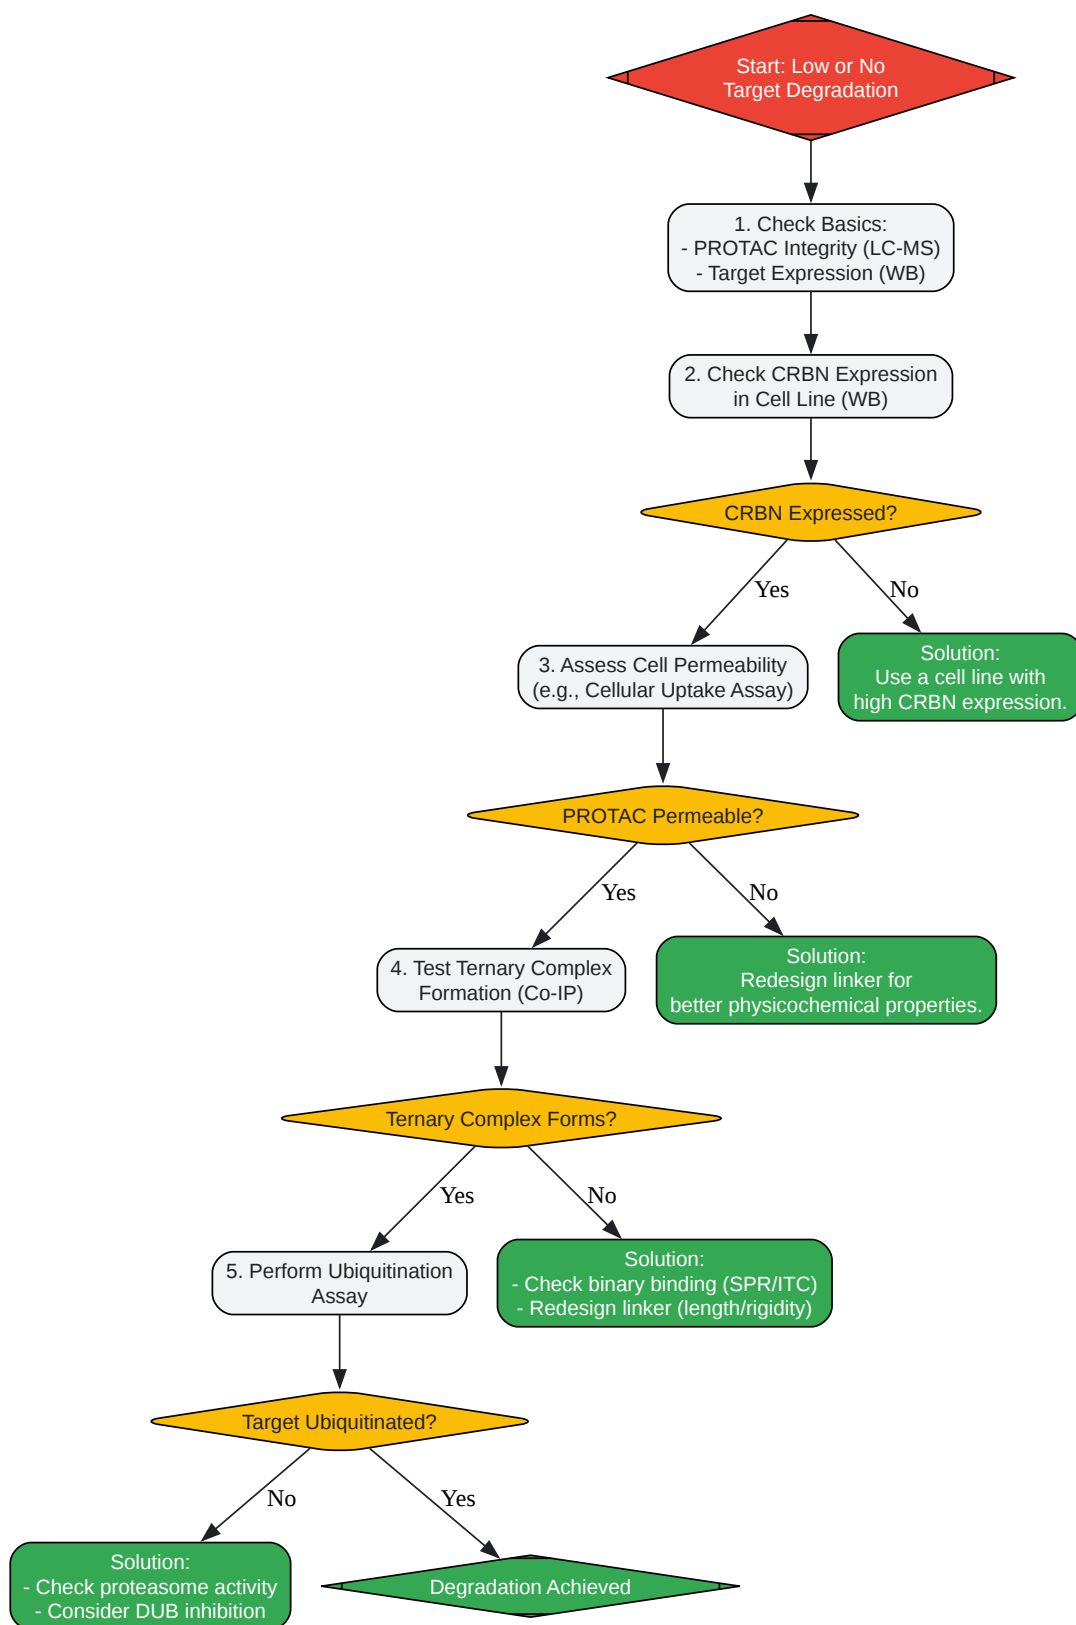 Start: Low or No
Target Degradation
1. Check Basics:
- PROTAC Integrity (LC-MS)
- Target Expression (WB)
2. Check CRBN Expression
in Cell Line (WB)
CRBN Expressed?
Yes
No
3. Assess Cell Permeability
(e.g., Cellular Uptake Assay)
Solution:
Use a cell line with
high CRBN expression.
PROTAC Permeable?
Yes
No
4. Test Ternary Complex
Formation (Co-IP)
Solution:
Redesign linker for
better physicochemical properties.
Ternary Complex Forms?
Yes
No
5. Perform Ubiquitination
Assay
Solution:
- Check binary binding (SPR/ITC)
- Redesign linker (length/rigidity)
Target Ubiquitinated?
No
Yes
Solution:
- Check proteasome activity
- Consider DUB inhibition
Degradation Achieved